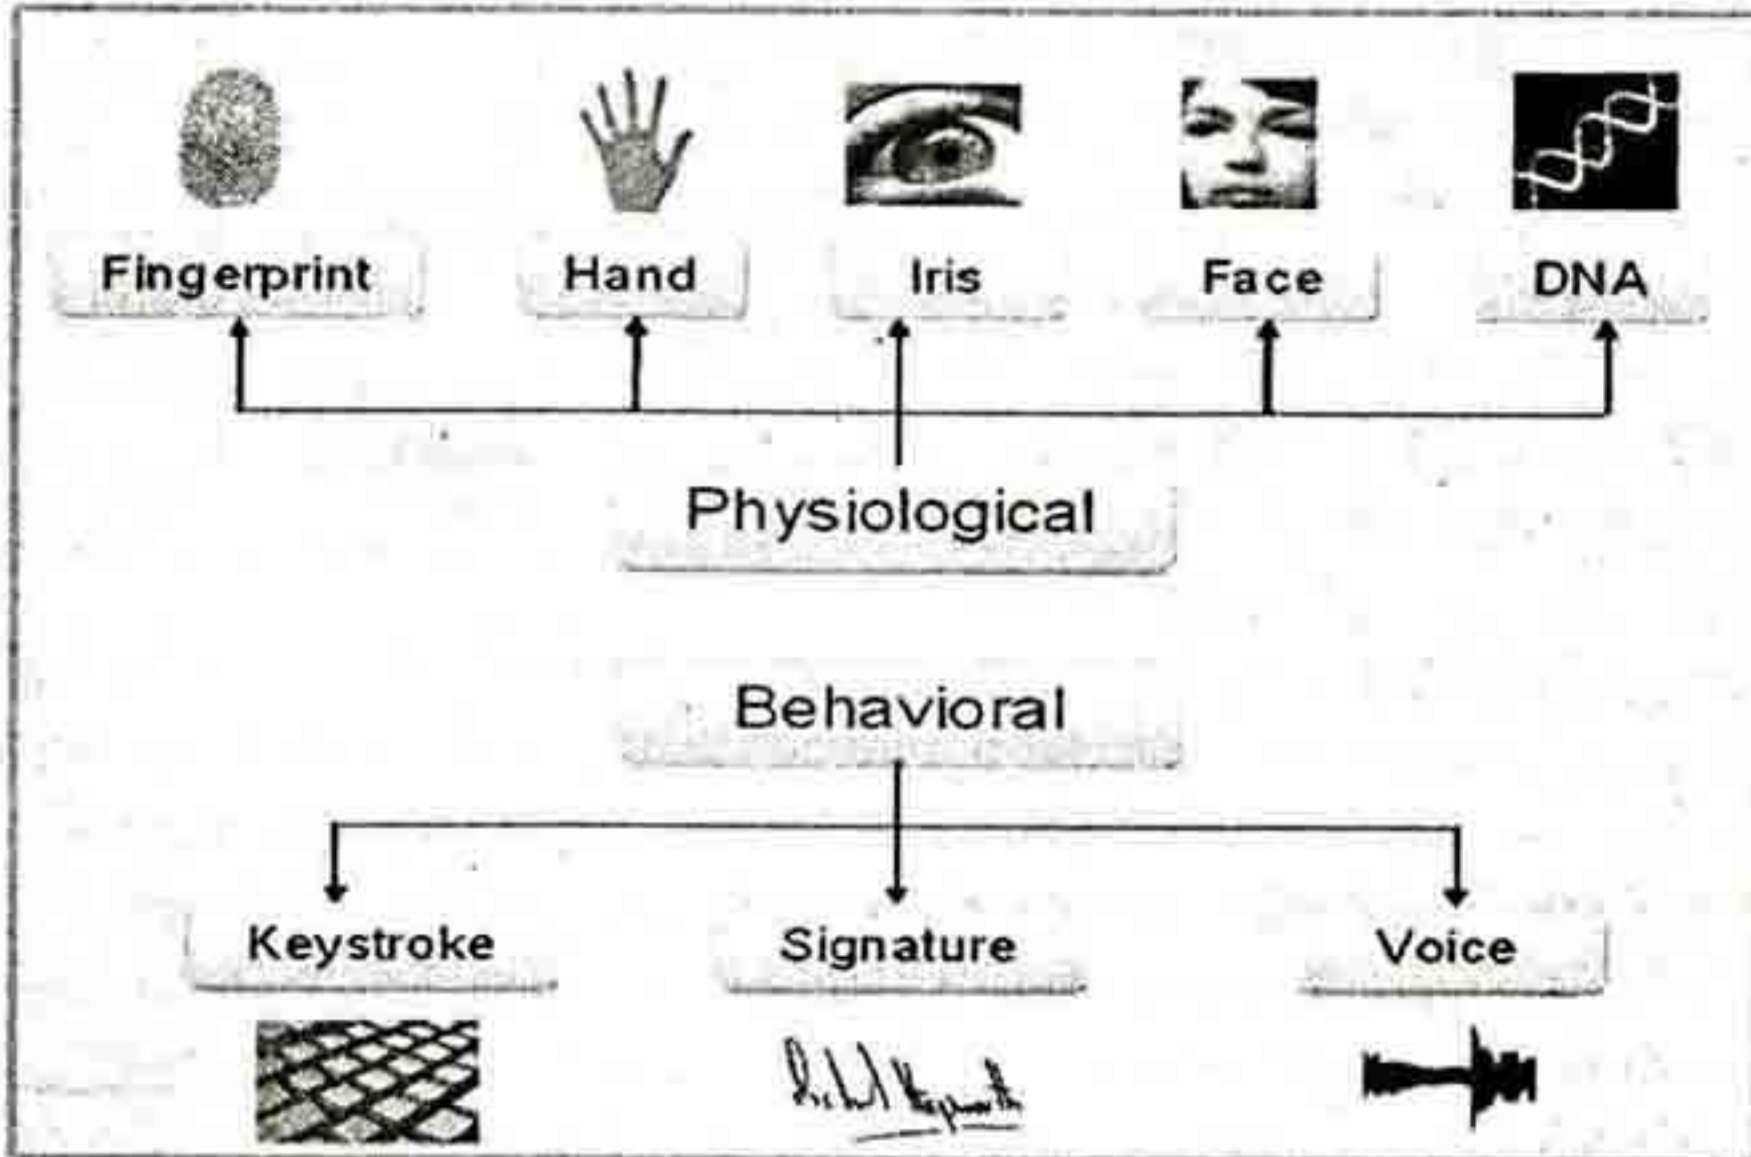 Fingerprint Hand Iris Face DNA
Physiological
Behavioral
Keystroke Signature Voice